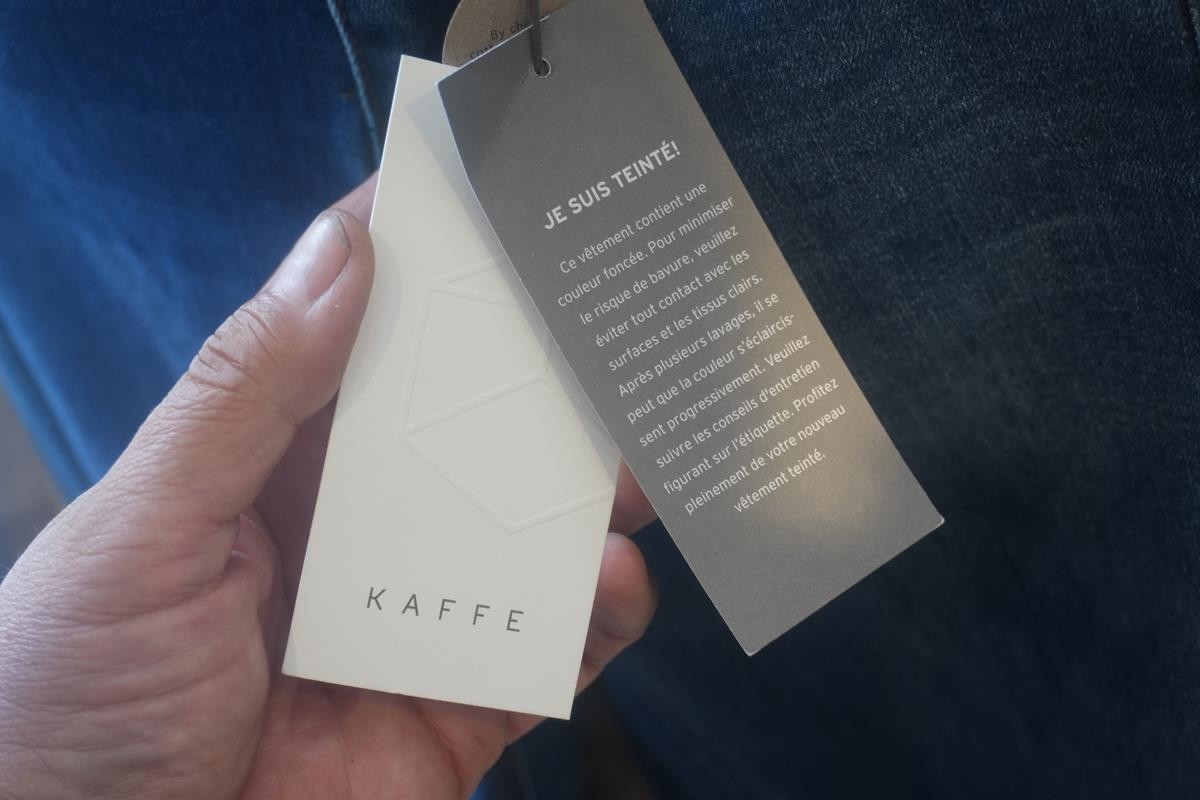 By
JE SUIS TEINTÉ!
Ce vêtement contient une
couleur foncée. Pour minimiser
le risque de bavure, veuillez
éviter tout contact avec les
surfaces et les tissus clairs.
Après plusieurs lavages, il se
peut que la couleur s'éclaircis-
sent progressivement. Veuillez
suivre les conseils d'entretien
figurant sur l'étiquette. Profitez
pleinement de votre nouveau
vêtement teinté.
KAFFE